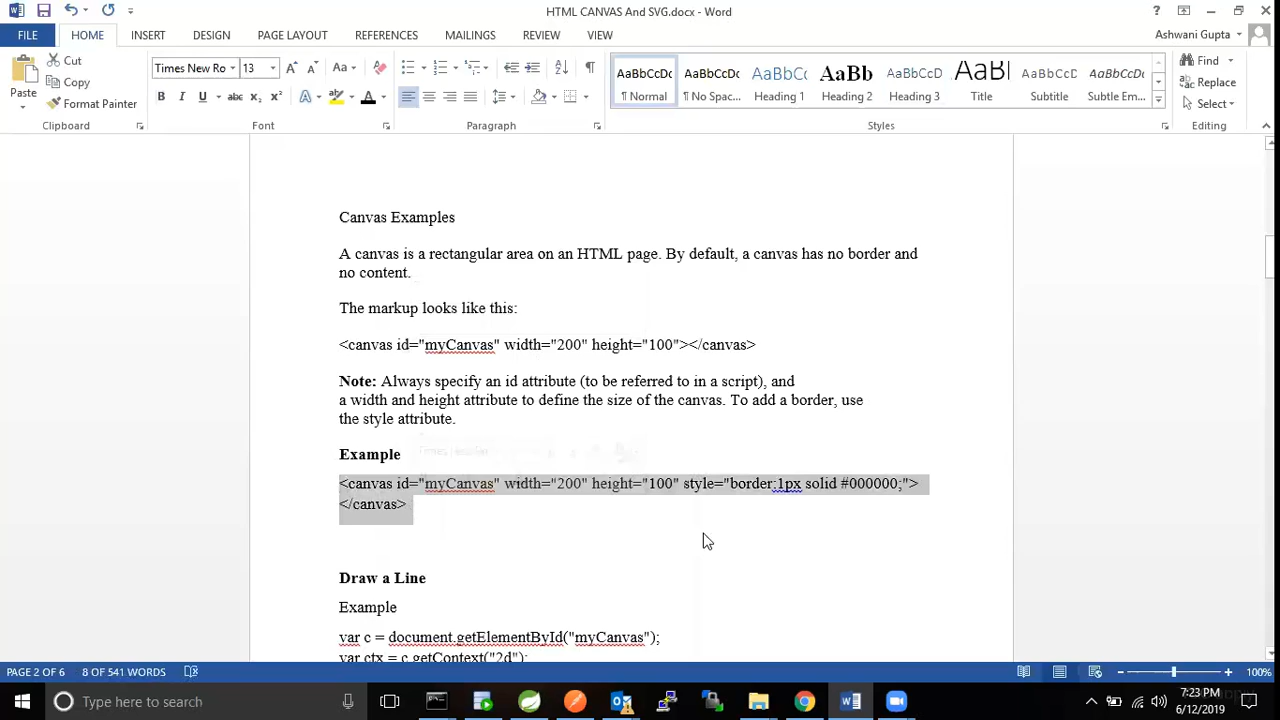 HTML CANVAS And SVG.docx - Word
FILE HOME INSERT DESIGN PAGE LAYOUT REFERENCES MAILINGS REVIEW VIEW Ashwani Gupta
Paste Cut Copy Format Painter
Times New Ro 13
AaBbCcDc AaBbCcDc AaBbCc AaBb AaBbCcD AaB AaBbCcD AaBbCcDc
¶ Normal ¶ No Spac... Heading 1 Heading 2 Heading 3 Title Subtitle Subtle Em...
Find Replace Select
Clipboard Font Paragraph Styles Editing
Canvas Examples
A canvas is a rectangular area on an HTML page. By default, a canvas has no border and
no content.
The markup looks like this:
<canvas id="myCanvas" width="200" height="100"></canvas>
Note: Always specify an id attribute (to be referred to in a script), and
a width and height attribute to define the size of the canvas. To add a border, use
the style attribute.
Example
<canvas id="myCanvas" width="200" height="100" style="border:1px solid #000000;">
</canvas>
Draw a Line
Example
var c = document.getElementById("myCanvas");
var ctx = c.getContext("2d");
PAGE 2 OF 6 8 OF 541 WORDS 100%
Type here to search
7:23 PM
6/12/2019